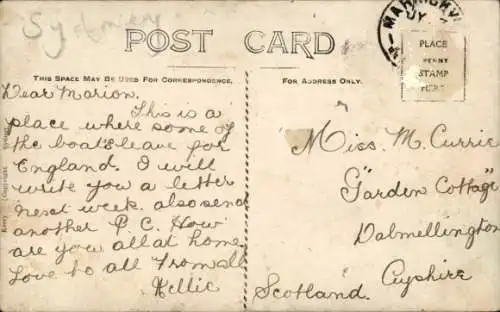 Sydney
POST CARD
THIS SPACE MAY BE USED FOR CORRESPONDENCE.
FOR ADDRESS ONLY.
PLACE
PENNY
STAMP
HERE
Dear Marion.
This is a
place where some of
the boats leave for
England. I will
write you a letter
next week. also send
another P.C. How
are you all at home.
Love to all from all
Nellie
Miss. M. Currie
"Garden Cottage"
Dalmellington
Ayshire
Scotland.